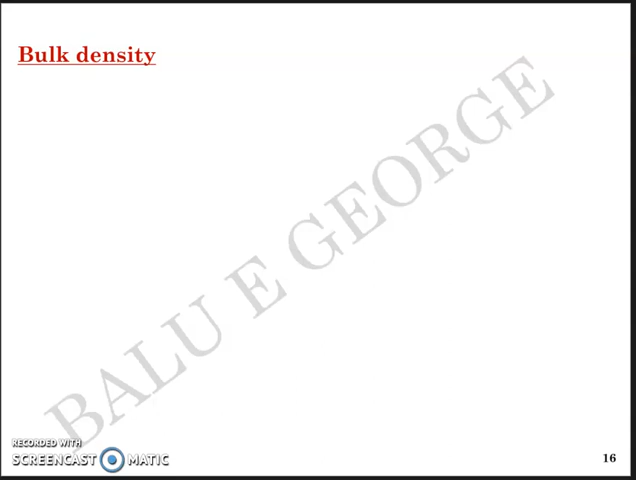 Bulk density
BALU E GEORGE
RECORDED WITH
SCREENCAST MATIC
16